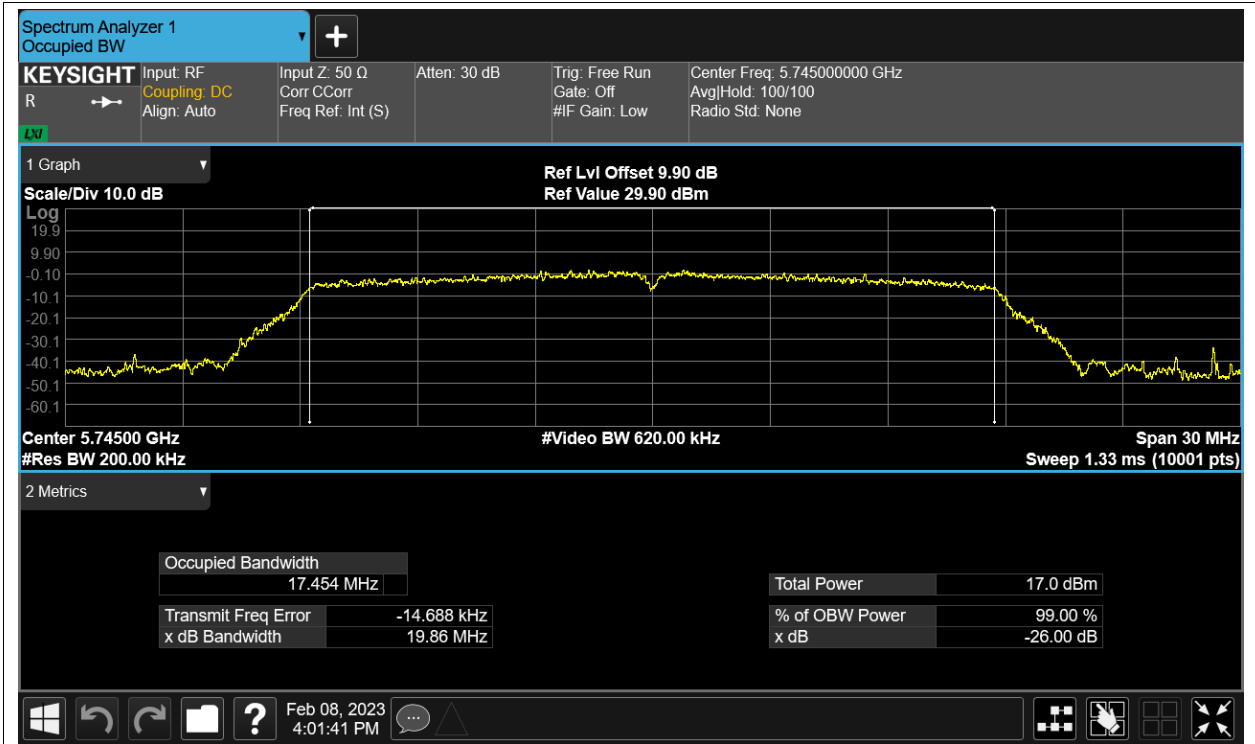 Spectrum Analyzer 1
Occupied BW
KEYSIGHT
R
LXI
Input: RF
Coupling: DC
Align: Auto
Input Z: 50 Ω
Corr CCorr
Freq Ref: Int (S)
Atten: 30 dB
Trig: Free Run
Gate: Off
#IF Gain: Low
Center Freq: 5.745000000 GHz
Avg|Hold: 100/100
Radio Std: None
1 Graph
Scale/Div 10.0 dB
Ref Lvl Offset 9.90 dB
Ref Value 29.90 dBm
Log
19.9
9.90
-0.10
-10.1
-20.1
-30.1
-40.1
-50.1
-60.1
Center 5.74500 GHz
#Video BW 620.00 kHz
Span 30 MHz
#Res BW 200.00 kHz
Sweep 1.33 ms (10001 pts)
2 Metrics
Occupied Bandwidth
17.454 MHz
Total Power 17.0 dBm
Transmit Freq Error -14.688 kHz
% of OBW Power 99.00 %
x dB Bandwidth 19.86 MHz
x dB -26.00 dB
?
Feb 08, 2023
4:01:41 PM